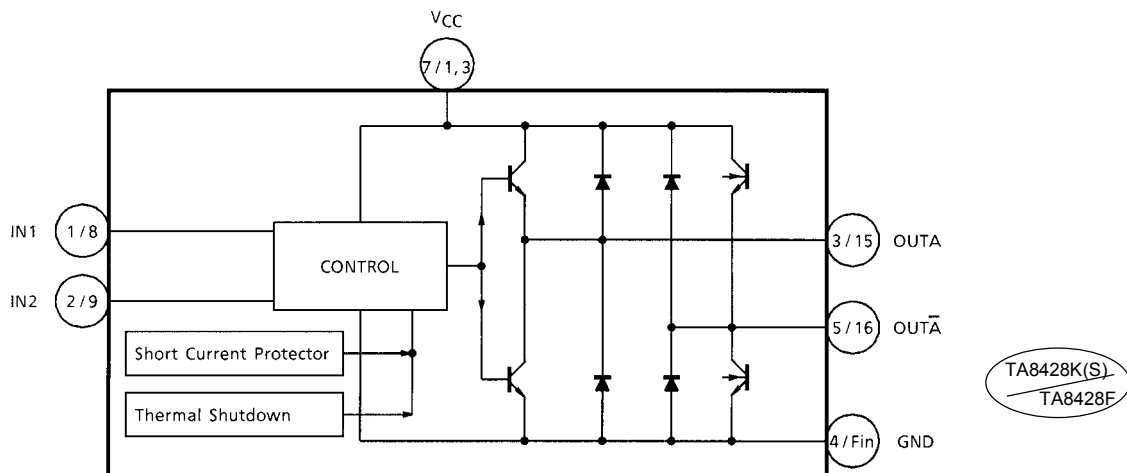 VCC
7/1, 3
IN1
1/8
IN2
2/9
CONTROL
Short Current Protector
Thermal Shutdown
3/15
OUTA
5/16
OUTA̅
4/Fin
GND
TA8428K(S)
TA8428F